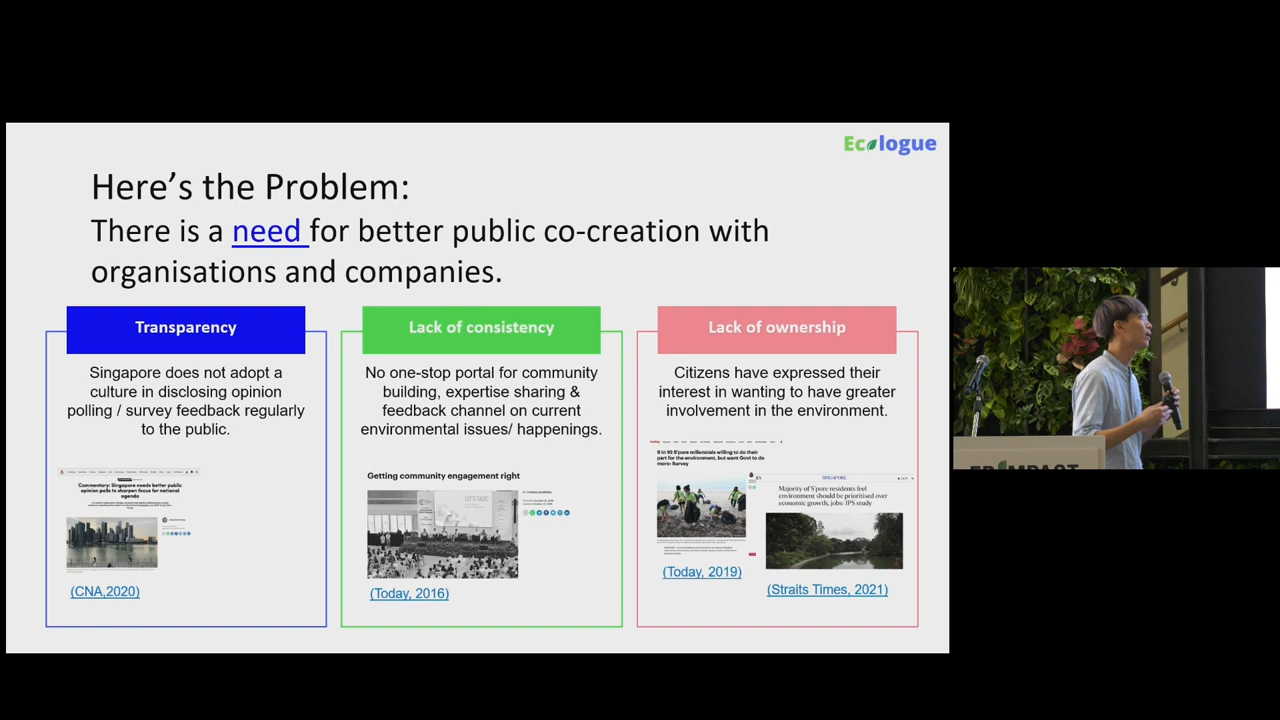 Ecologue
Here’s the Problem:
There is a need for better public co-creation with
organisations and companies.
Transparency
Singapore does not adopt a
culture in disclosing opinion
polling / survey feedback regularly
to the public.
Commentary: Singapore needs better public
opinion polls to sharpen focus for national
agenda
(CNA,2020)
Lack of consistency
No one-stop portal for community
building, expertise sharing &
feedback channel on current
environmental issues/ happenings.
Getting community engagement right
LET'S TALK!
(Today, 2016)
Lack of ownership
Citizens have expressed their
interest in wanting to have greater
involvement in the environment.
9 in 10 S'pore millennials willing to do their
part for the environment, but want Govt to do
more: Survey
(Today, 2019)
SINGAPORE
Majority of S'pore residents feel
environment should be prioritised over
economic growth, jobs: IPS study
(Straits Times, 2021)